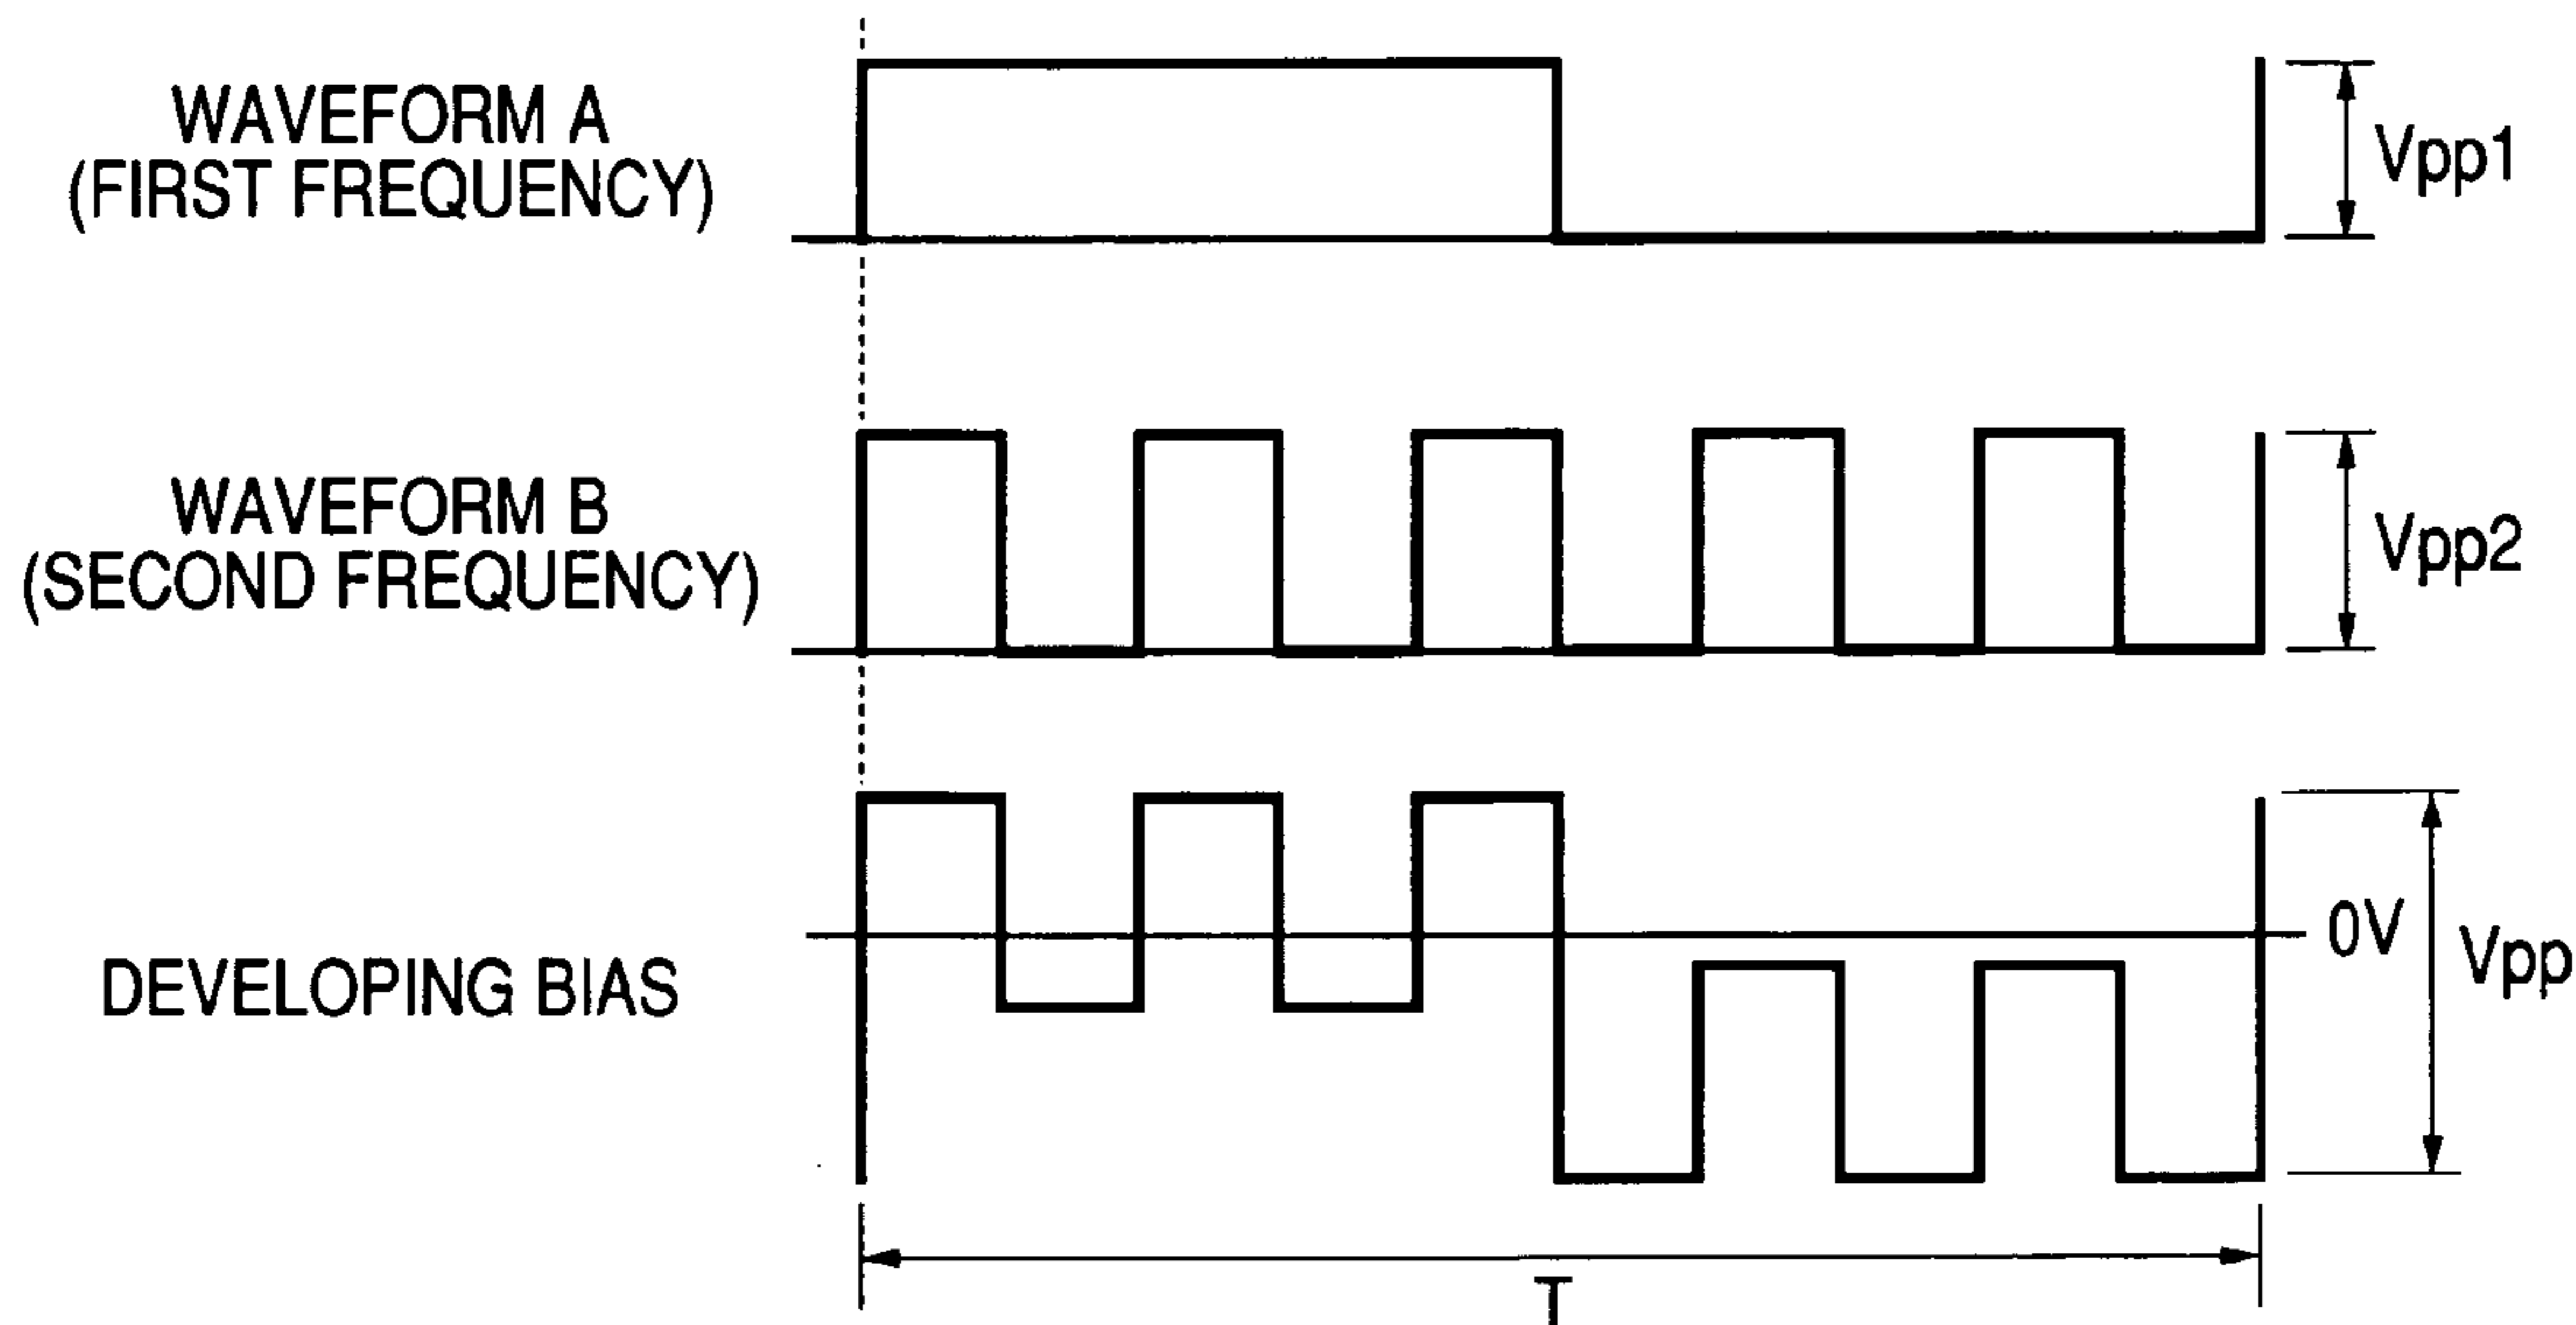 WAVEFORM A
(FIRST FREQUENCY)
Vpp1
WAVEFORM B
(SECOND FREQUENCY)
Vpp2
DEVELOPING BIAS
0V
Vpp
T